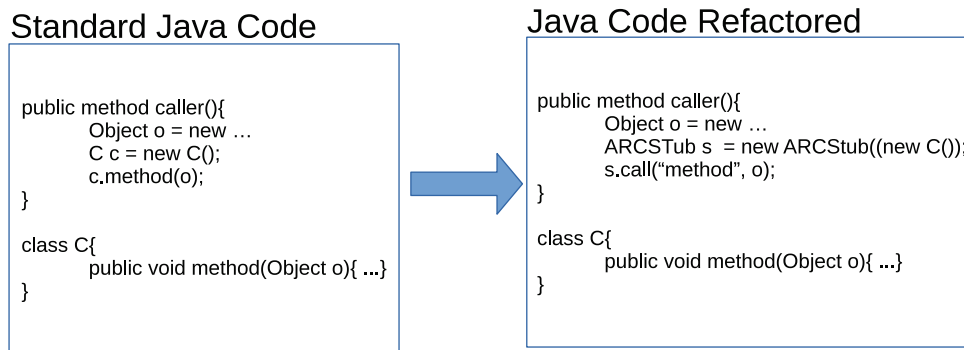 Standard Java Code
public method caller(){
Object o = new …
C c = new C();
c.method(o);
}
class C{
public void method(Object o){ ...}
}
Java Code Refactored
public method caller(){
Object o = new …
ARCSTub s  = new ARCStub((new C());
s.call(“method”, o);
}
class C{
public void method(Object o){ ...}
}